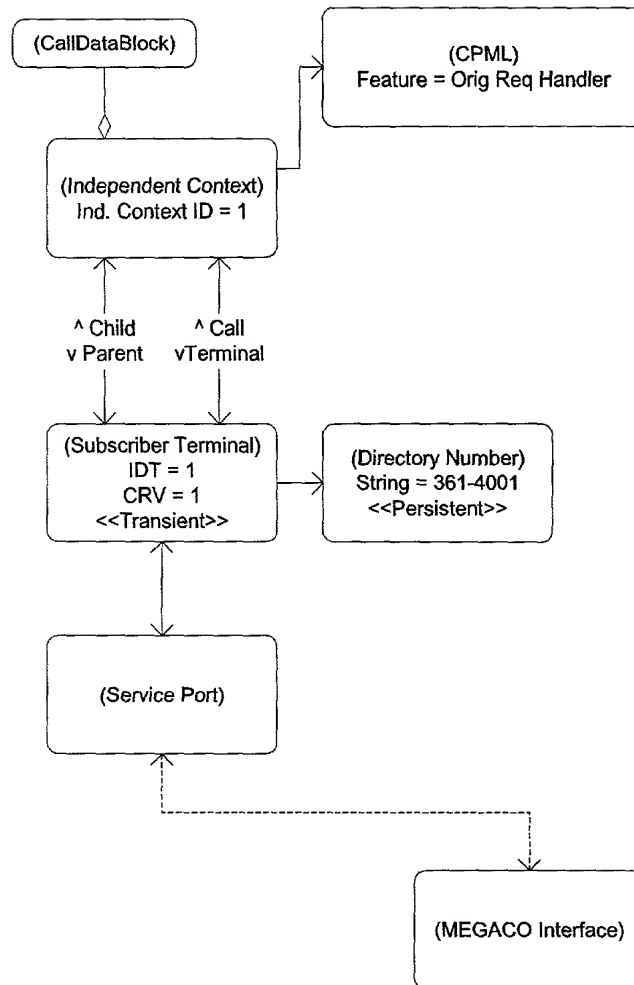 (CallDataBlock)
(CPML)
Feature = Orig Req Handler
(Independent Context)
Ind. Context ID = 1
^ Child
v Parent
^ Call
vTerminal
(Subscriber Terminal)
IDT = 1
CRV = 1
<<Transient>>
(Directory Number)
String = 361-4001
<<Persistent>>
(Service Port)
(MEGACO Interface)